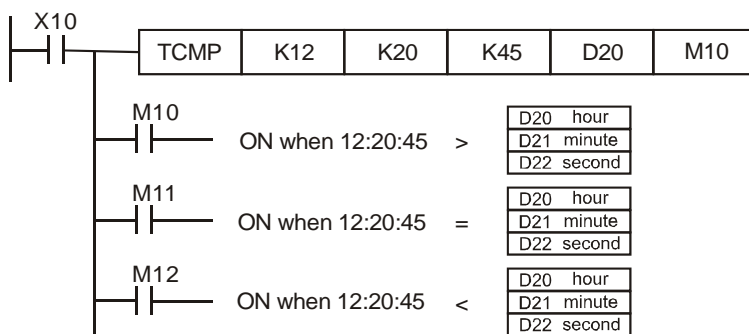 X10
TCMP K12 K20 K45 D20 M10
M10
ON when 12:20:45 >
D20 hour
D21 minute
D22 second
M11
ON when 12:20:45 =
D20 hour
D21 minute
D22 second
M12
ON when 12:20:45 <
D20 hour
D21 minute
D22 second